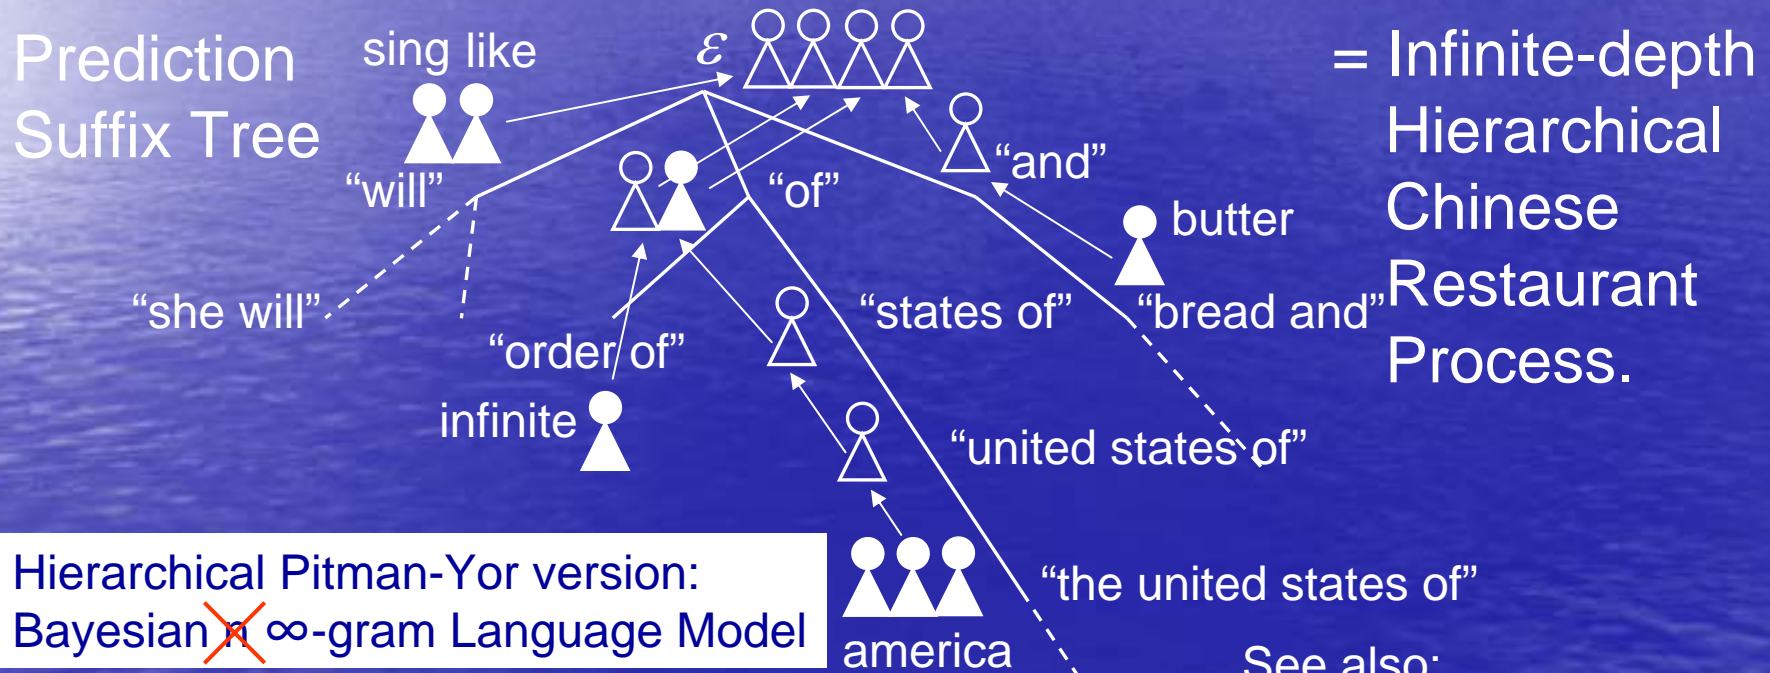 Prediction
Suffix Tree
sing like
ε
= Infinite-depth
Hierarchical
Chinese
Restaurant
Process.
“will”
“of”
“and”
butter
“she will”
“order of”
“states of”
“bread and”
infinite
“united states of”
Hierarchical Pitman-Yor version:
Bayesian n ∞-gram Language Model
“the united states of”
america
See also: